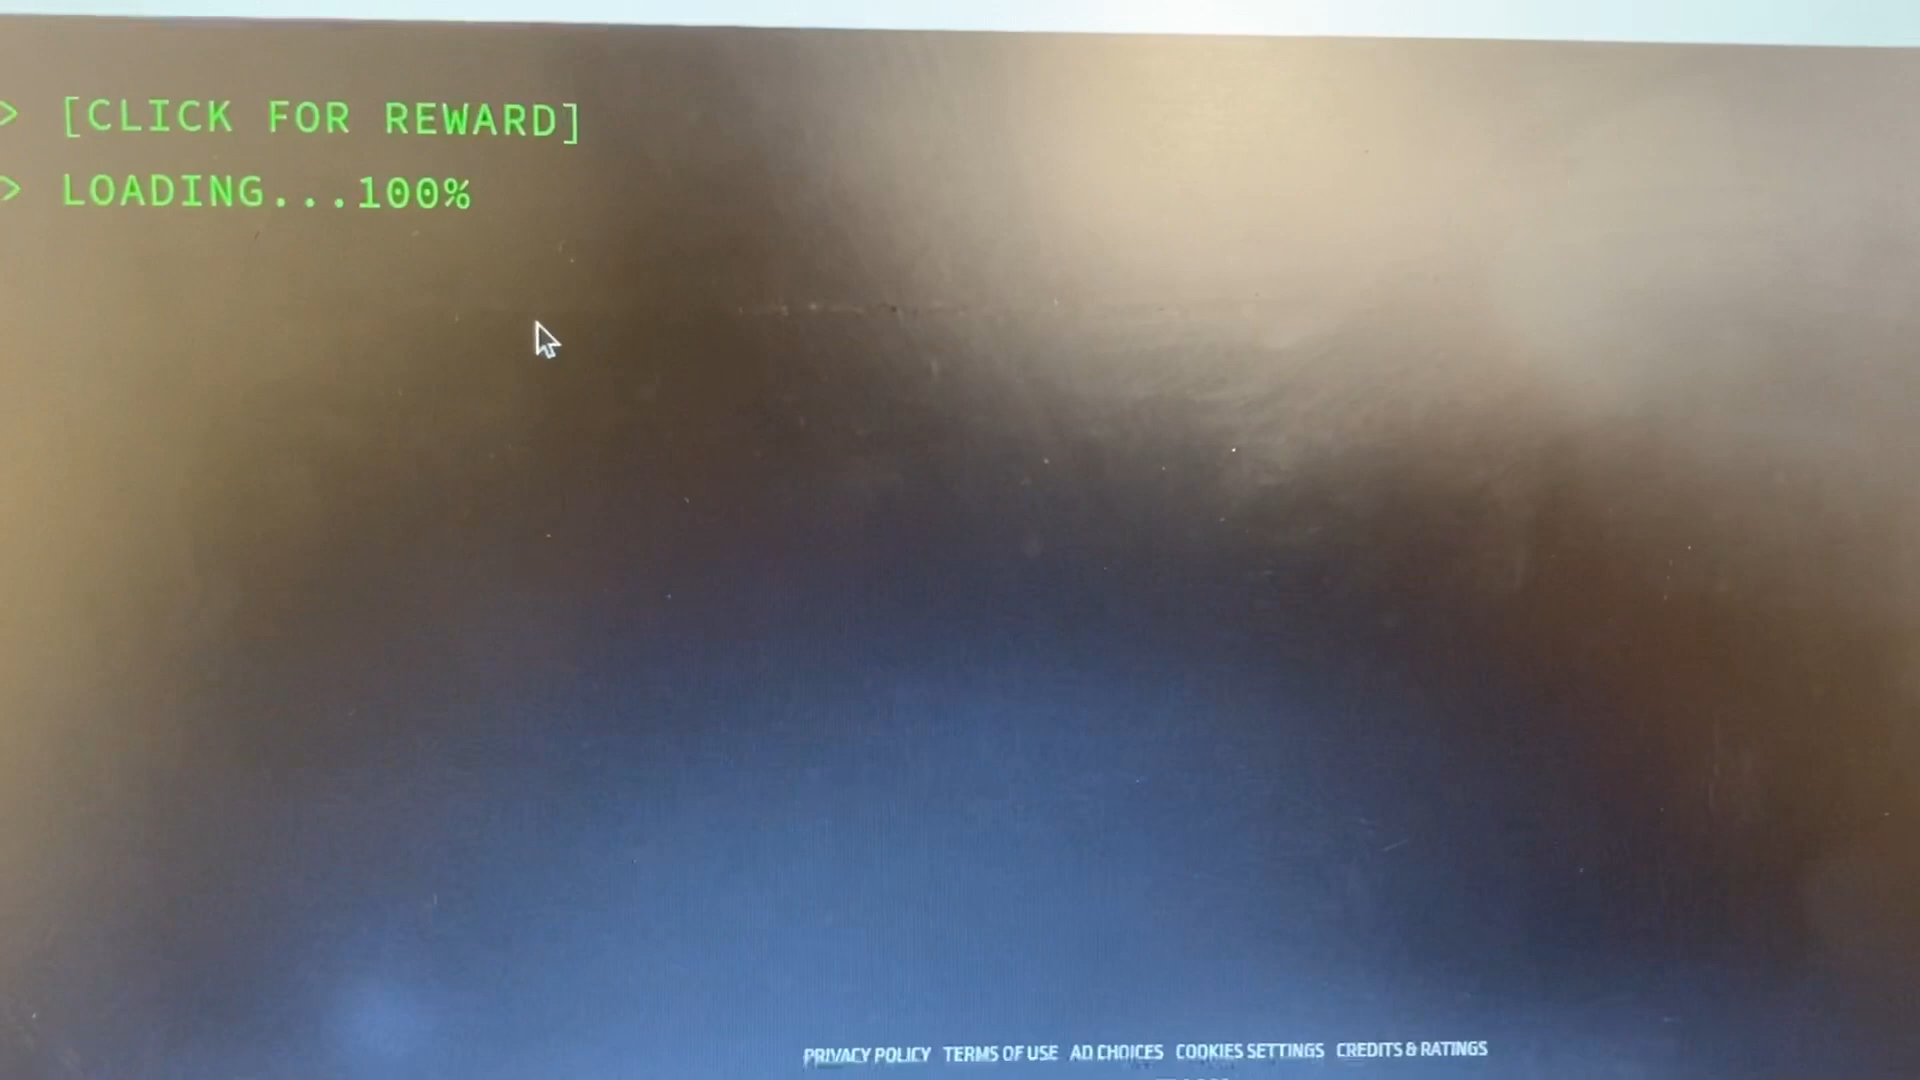 > [CLICK FOR REWARD]
> LOADING...100%
PRIVACY POLICY TERMS OF USE AD CHOICES COOKIES SETTINGS CREDITS & RATINGS